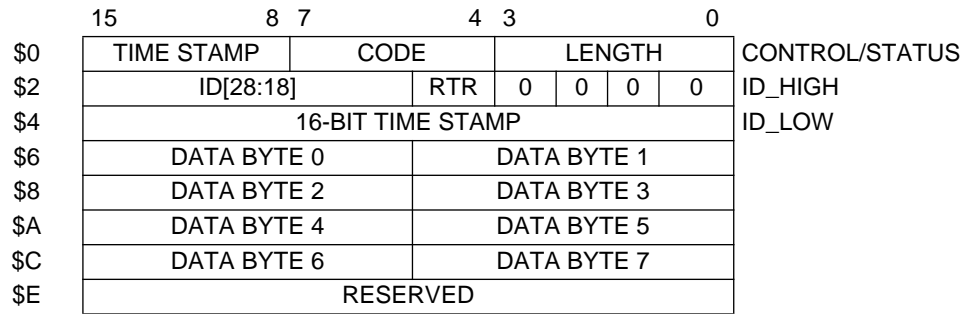 15 8 7 4 3 0
$0 TIME STAMP CODE LENGTH CONTROL/STATUS
$2 ID[28:18] RTR 0 0 0 0 ID_HIGH
$4 16-BIT TIME STAMP ID_LOW
$6 DATA BYTE 0 DATA BYTE 1
$8 DATA BYTE 2 DATA BYTE 3
$A DATA BYTE 4 DATA BYTE 5
$C DATA BYTE 6 DATA BYTE 7
$E RESERVED